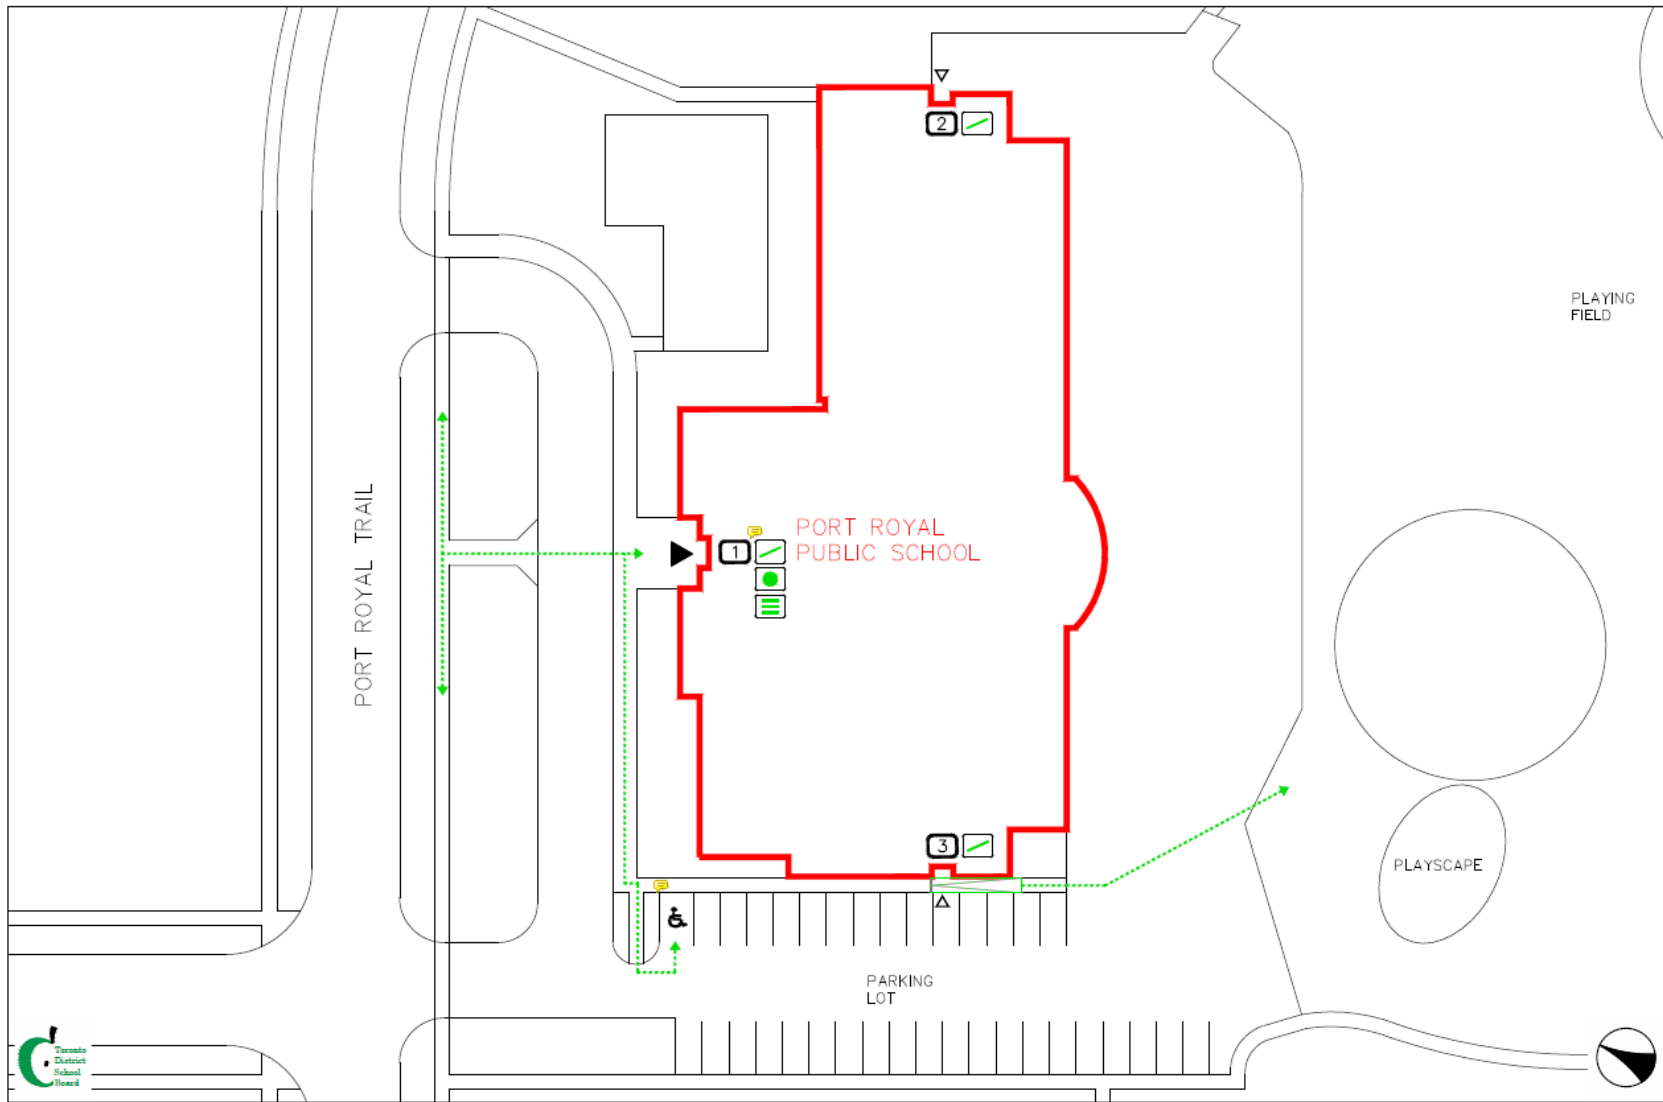 2
PLAYING
FIELD
PORT ROYAL TRAIL
1
PORT ROYAL
PUBLIC SCHOOL
3
PLAYSCAPE
PARKING
LOT
Toronto
District
School
Board